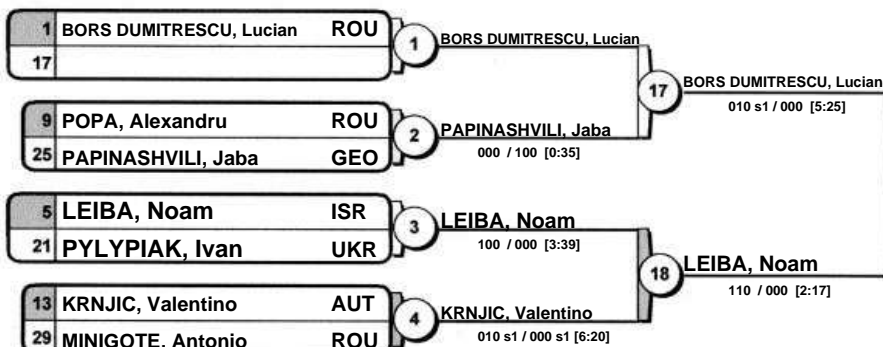 1 BORS DUMITRESCU, Lucian ROU
17
1
BORS DUMITRESCU, Lucian
9 POPA, Alexandru ROU
25 PAPINASHVILI, Jaba GEO
2
PAPINASHVILI, Jaba
000 / 100 [0:35]
17
BORS DUMITRESCU, Lucian
010 s1 / 000 [5:25]
5 LEIBA, Noam ISR
21 PYLYPIAK, Ivan UKR
3
LEIBA, Noam
100 / 000 [3:39]
13 KRNJIC, Valentino AUT
29 MINIGOTE, Antonio ROU
4
KRNJIC, Valentino
010 s1 / 000 s1 [6:20]
18
LEIBA, Noam
110 / 000 [2:17]